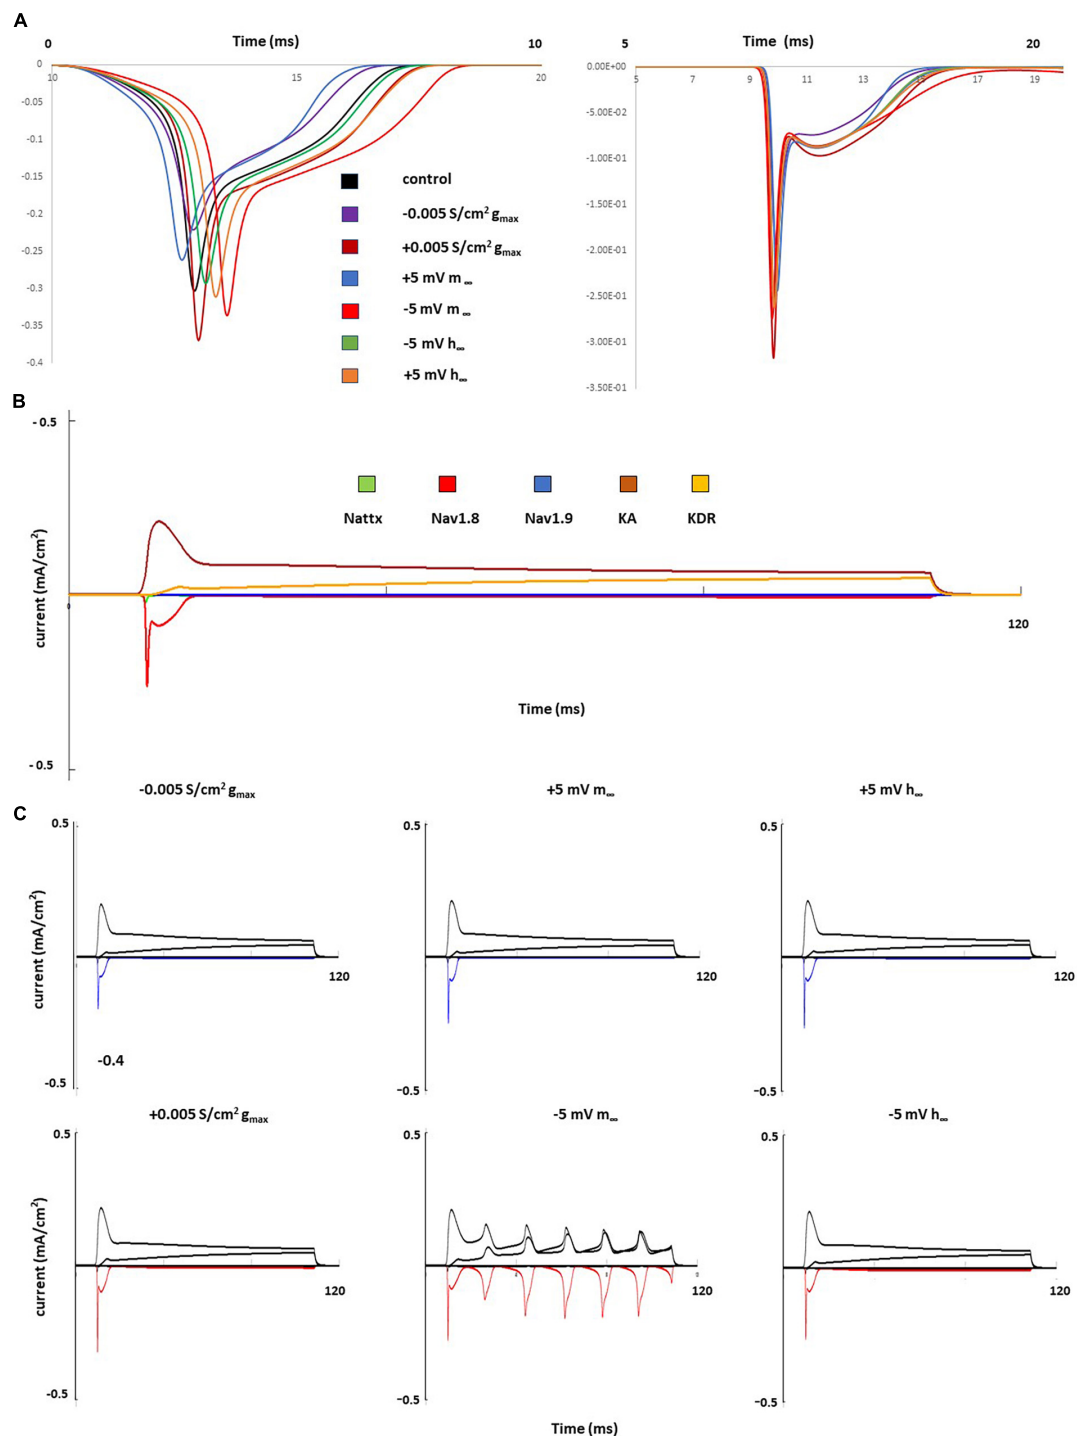 A
0 Time (ms) 10
0
10 15 20
-0.05
-0.1
-0.15
-0.2
-0.25
-0.3
-0.35
-0.4
control
-0.005 S/cm² gmax
+0.005 S/cm² gmax
+5 mV m∞
-5 mV m∞
-5 mV h∞
+5 mV h∞
5 Time (ms) 20
0.00E+00
5 7 9 11 13 15 17 19
-5.00E-02
-1.00E-01
-1.50E-01
-2.00E-01
-2.50E-01
-3.00E-01
-3.50E-01
B
- 0.5
Nattx Nav1.8 Nav1.9 KA KDR
current (mA/cm²)
0
120
Time (ms)
- 0.5
C
-0.005 S/cm² gmax +5 mV m∞ +5 mV h∞
0.5 0.5 0.5
current (mA/cm²)
120 120 120
-0.4
-0.5 −0.5 −0.5
+0.005 S/cm² gmax -5 mV m∞ -5 mV h∞
0.5 0.5 0.5
current (mA/cm²)
120 120 120
-0.5 −0.5 −0.5
Time (ms)